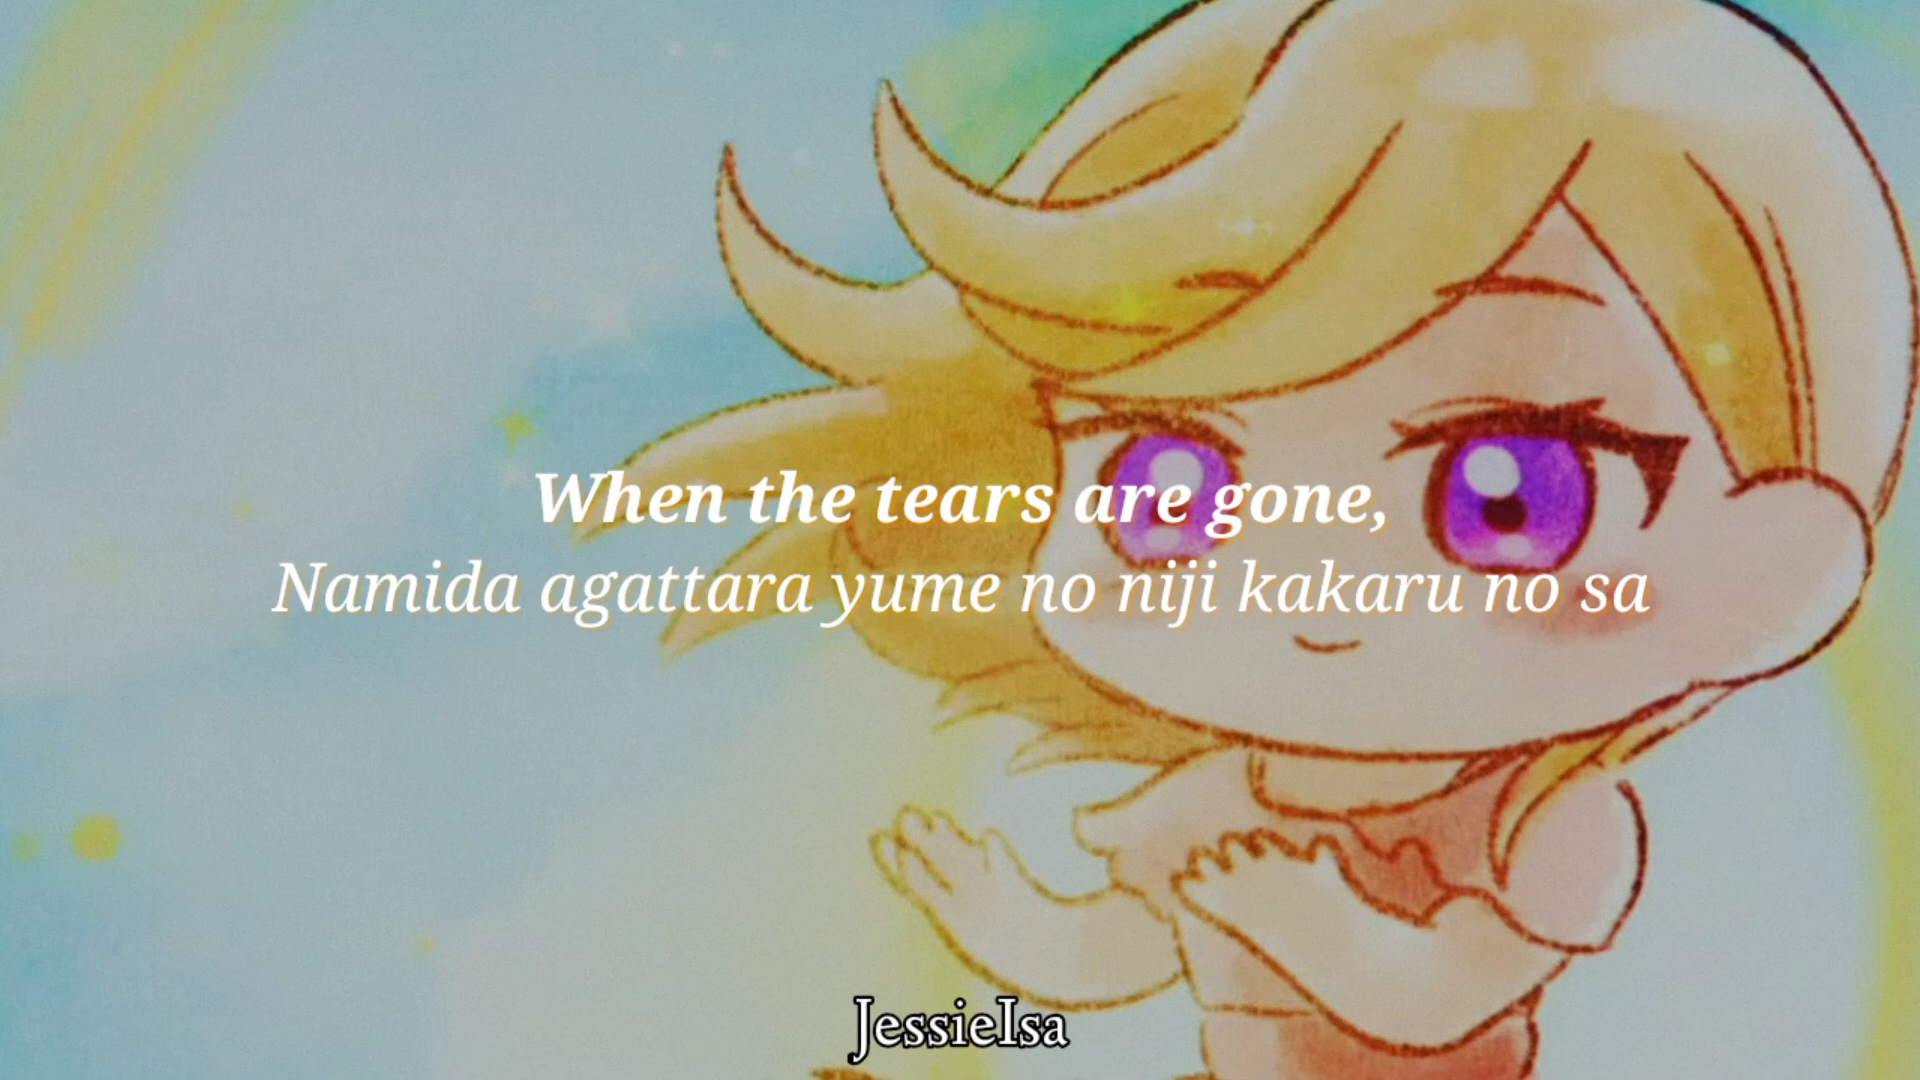 When the tears are gone,
Namida agattara yume no niji kakaru no sa
JessieIsa